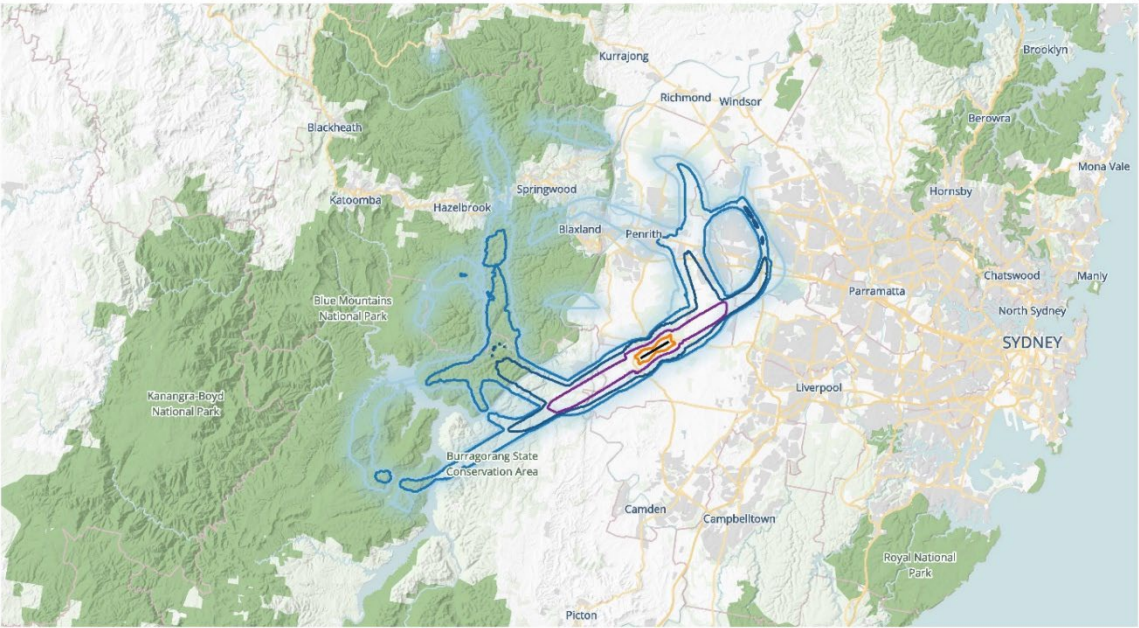 Kurrajong
Brooklyn
Richmond
Windsor
Blackheath
Berowra
Mona Vale
Springwood
Katoomba
Hazelbrook
Hornsby
Blaxland
Penrith
Chatswood
Manly
Parramatta
Blue Mountains
National Park
North Sydney
SYDNEY
Liverpool
Kanangra-Boyd
National Park
Burragorang State
Conservation Area
Camden
Campbelltown
Royal National
Park
Picton